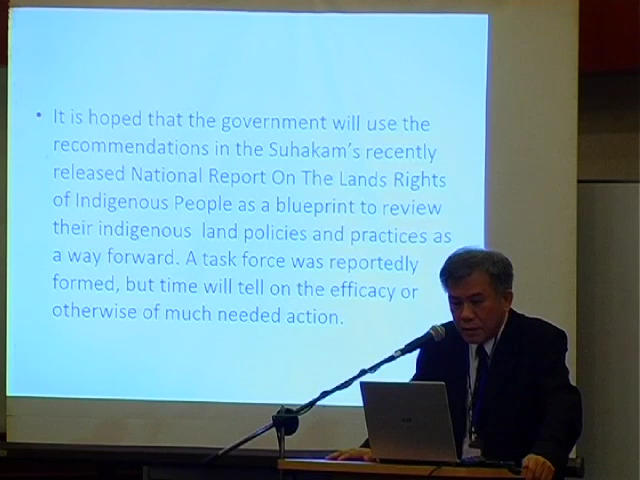 • It is hoped that the government will use the
recommendations in the Suhakam's recently
released National Report On The Lands Rights
of Indigenous People as a blueprint to review
their indigenous land policies and practices as
a way forward. A task force was reportedly
formed, but time will tell on the efficacy or
otherwise of much needed action.